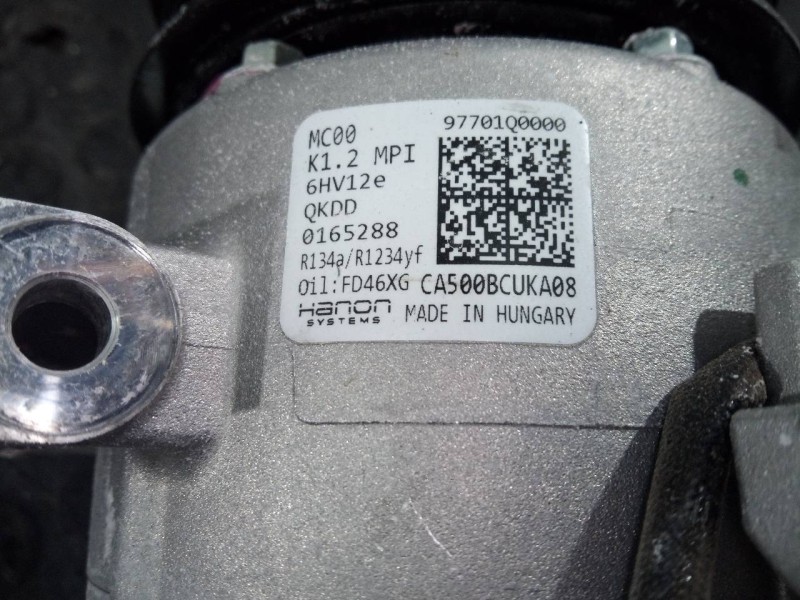 MC00
97701Q0000
K1.2 MPI
6HV12e
QKDD
0165288
R134a/R1234yf
Oil:FD46XG CA500BCUKA08
Hanon SYSTEMS MADE IN HUNGARY